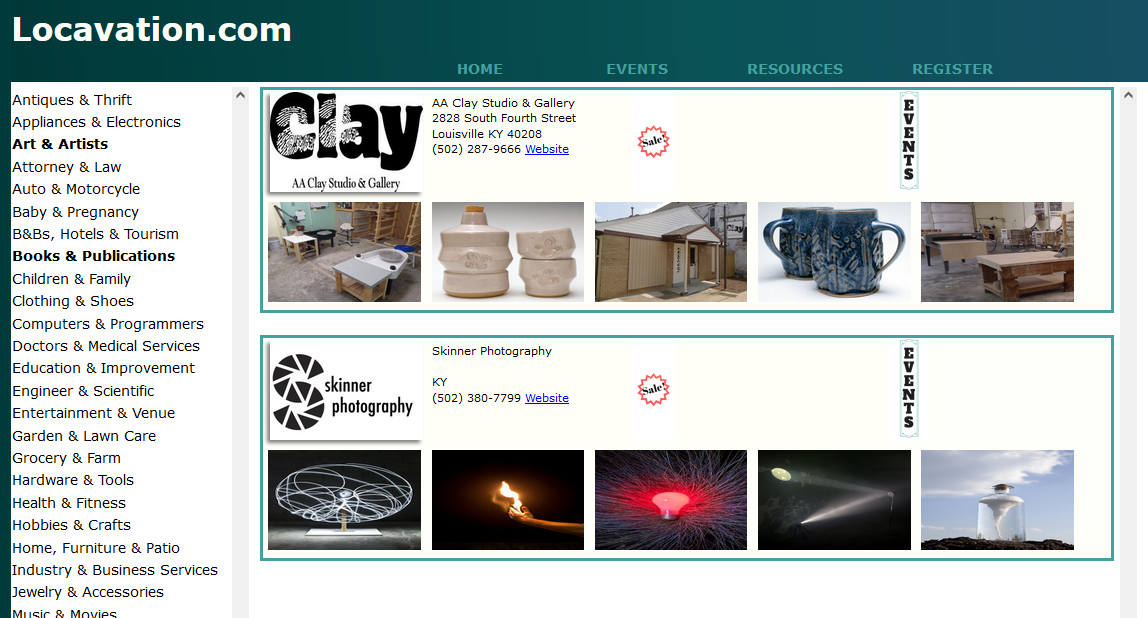 Locavation.com
HOME EVENTS RESOURCES REGISTER
Antiques & Thrift
Appliances & Electronics
Art & Artists
Attorney & Law
Auto & Motorcycle
Baby & Pregnancy
B&Bs, Hotels & Tourism
Books & Publications
Children & Family
Clothing & Shoes
Computers & Programmers
Doctors & Medical Services
Education & Improvement
Engineer & Scientific
Entertainment & Venue
Garden & Lawn Care
Grocery & Farm
Hardware & Tools
Health & Fitness
Hobbies & Crafts
Home, Furniture & Patio
Industry & Business Services
Jewelry & Accessories
Music & Movies
Clay
AA Clay Studio & Gallery
AA Clay Studio & Gallery
2828 South Fourth Street
Louisville KY 40208
(502) 287-9666 Website
Sale!
EVENTS
Clay
skinner
photography
Skinner Photography
KY
(502) 380-7799 Website
Sale!
EVENTS